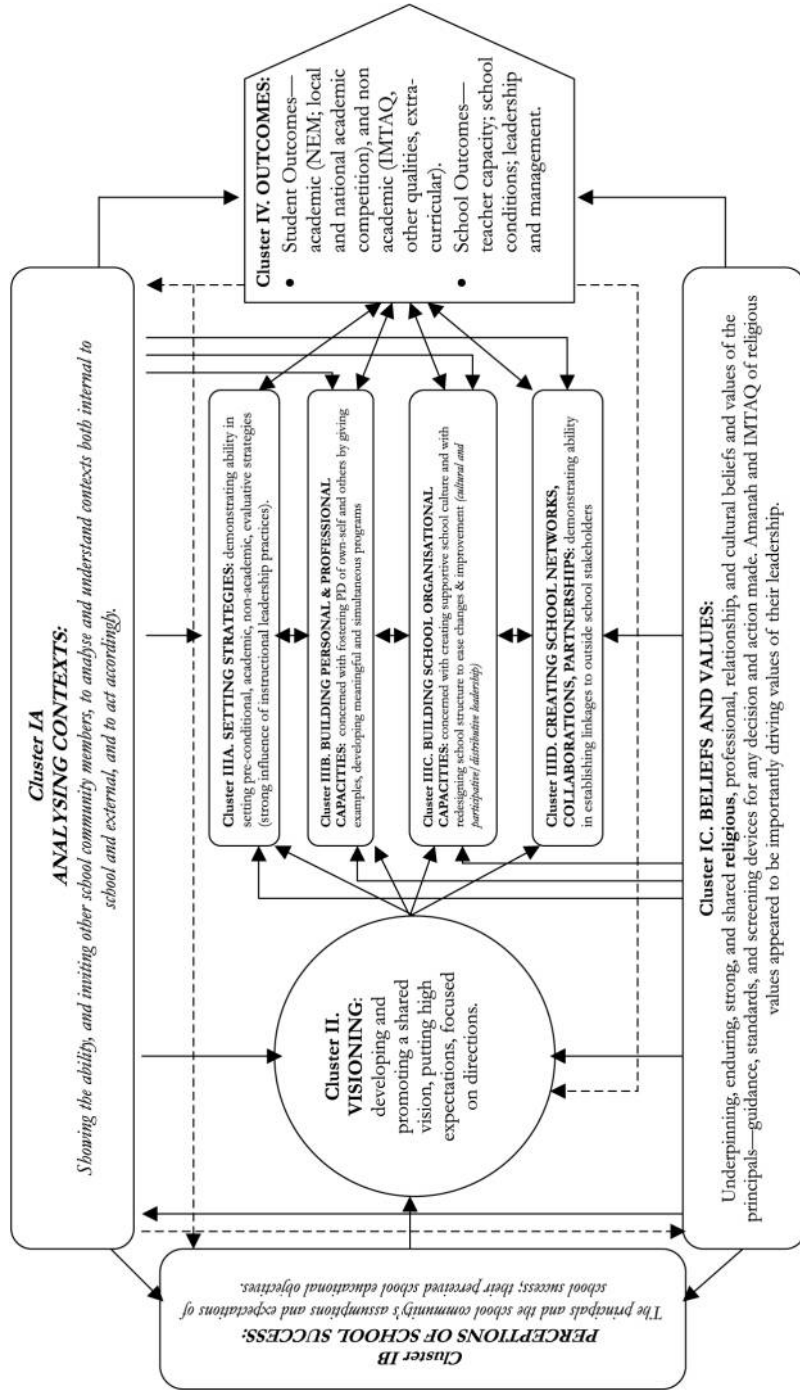 Cluster IA
ANALYSING CONTEXTS:
Showing the ability, and inviting other school community members, to analyse and understand contexts both internal to
school and external, and to act accordingly.
Cluster IB
PERCEPTIONS OF SCHOOL SUCCESS:
The principals and the school community's assumptions and expectations of
school success; their perceived school educational objectives.
Cluster II.
VISIONING:
developing and
promoting a shared
vision, putting high
expectations, focused
on directions.
Cluster IIIA. SETTING STRATEGIES: demonstrating ability in
setting pre-conditional, academic, non-academic, evaluative strategies
(strong influence of instructional leadership practices).
Cluster IIIB. BUILDING PERSONAL & PROFESSIONAL
CAPACITIES: concerned with fostering PD of own-self and others by giving
examples, developing meaningful and simultaneous programs
Cluster IIIC. BUILDING SCHOOL ORGANISATIONAL
CAPACITIES: concerned with creating supportive school culture and with
redesigning school structure to ease changes & improvement (cultural and
participative/ distributive leadership)
Cluster IIID. CREATING SCHOOL NETWORKS,
COLLABORATIONS, PARTNERSHIPS: demonstrating ability
in establishing linkages to outside school stakeholders
Cluster IV. OUTCOMES:
• Student Outcomes—
academic (NEM; local
and national academic
competition), and non
academic (IMTAQ,
other qualities, extra-
curricular).
• School Outcomes—
teacher capacity; school
conditions; leadership
and management.
Cluster IC. BELIEFS AND VALUES:
Underpinning, enduring, strong, and shared religious, professional, relationship, and cultural beliefs and values of the
principals—guidance, standards, and screening devices for any decision and action made. Amanah and IMTAQ of religious
values appeared to be importantly driving values of their leadership.